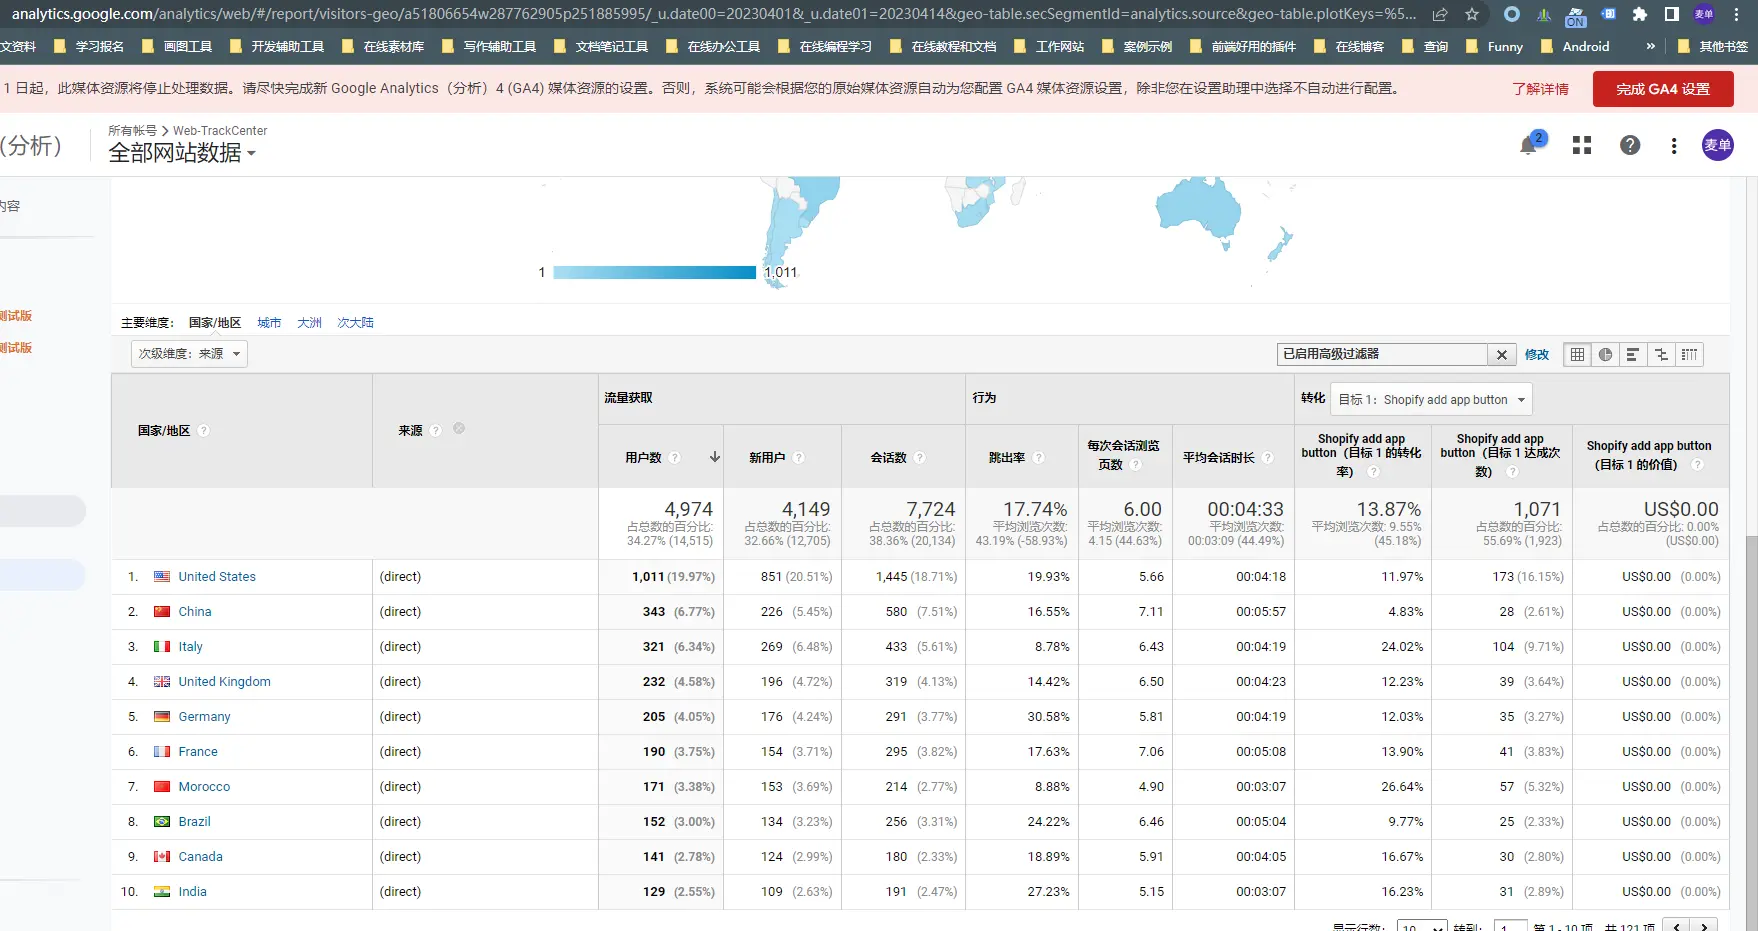 analytics.google.com/analytics/web/#/report/visitors-geo/a51806654w287762905p251885995/_u.date00=20230401&_u.date01=20230414&geo-table.secSegmentId=analytics.source&geo-table.plotKeys=%5...
ON
麦单
文资料 学习报名 画图工具 开发辅助工具 在线素材库 写作辅助工具 文档笔记工具 在线办公工具 在线编程学习 在线教程和文档 工作网站 案例示例 前端好用的插件 在线博客 查询 Funny Android » 其他书签
1 日起，此媒体资源将停止处理数据。请尽快完成新 Google Analytics（分析）4 (GA4) 媒体资源的设置。否则，系统可能会根据您的原始媒体资源自动为您配置 GA4 媒体资源设置，除非您在设置助理中选择不自动进行配置。 了解详情 完成 GA4 设置
(分析) 所有帐号 > Web-TrackCenter
全部网站数据
2
麦单
内容
1 1,011
测试版
测试版
主要维度： 国家/地区 城市 大洲 次大陆
次级维度：来源 已启用高级过滤器 修改
国家/地区 来源 流量获取 行为 转化 目标 1：Shopify add app button
用户数 新用户 会话数 跳出率 每次会话浏览页数 平均会话时长 Shopify add app button（目标 1 的转化率） Shopify add app button（目标 1 达成次数） Shopify add app button（目标 1 的价值）
4,974 4,149 7,724 17.74% 6.00 00:04:33 13.87% 1,071 US$0.00
占总数的百分比: 占总数的百分比: 占总数的百分比: 平均浏览次数: 平均浏览次数: 平均浏览次数: 平均浏览次数: 9.55% 占总数的百分比: 占总数的百分比: 0.00%
34.27% (14,515) 32.66% (12,705) 38.36% (20,134) 43.19% (-58.93%) 4.15 (44.63%) 00:03:09 (44.49%) (45.18%) 55.69% (1,923) (US$0.00)
1. United States (direct) 1,011 (19.97%) 851 (20.51%) 1,445 (18.71%) 19.93% 5.66 00:04:18 11.97% 173 (16.15%) US$0.00 (0.00%)
2. China (direct) 343 (6.77%) 226 (5.45%) 580 (7.51%) 16.55% 7.11 00:05:57 4.83% 28 (2.61%) US$0.00 (0.00%)
3. Italy (direct) 321 (6.34%) 269 (6.48%) 433 (5.61%) 8.78% 6.43 00:04:19 24.02% 104 (9.71%) US$0.00 (0.00%)
4. United Kingdom (direct) 232 (4.58%) 196 (4.72%) 319 (4.13%) 14.42% 6.50 00:04:23 12.23% 39 (3.64%) US$0.00 (0.00%)
5. Germany (direct) 205 (4.05%) 176 (4.24%) 291 (3.77%) 30.58% 5.81 00:04:19 12.03% 35 (3.27%) US$0.00 (0.00%)
6. France (direct) 190 (3.75%) 154 (3.71%) 295 (3.82%) 17.63% 7.06 00:05:08 13.90% 41 (3.83%) US$0.00 (0.00%)
7. Morocco (direct) 171 (3.38%) 153 (3.69%) 214 (2.77%) 8.88% 4.90 00:03:07 26.64% 57 (5.32%) US$0.00 (0.00%)
8. Brazil (direct) 152 (3.00%) 134 (3.23%) 256 (3.31%) 24.22% 6.46 00:05:04 9.77% 25 (2.33%) US$0.00 (0.00%)
9. Canada (direct) 141 (2.78%) 124 (2.99%) 180 (2.33%) 18.89% 5.91 00:04:05 16.67% 30 (2.80%) US$0.00 (0.00%)
10. India (direct) 129 (2.55%) 109 (2.63%) 191 (2.47%) 27.23% 5.15 00:03:07 16.23% 31 (2.89%) US$0.00 (0.00%)
显示行数: 10 转到: 1 第 1 - 10 项，共 121 项